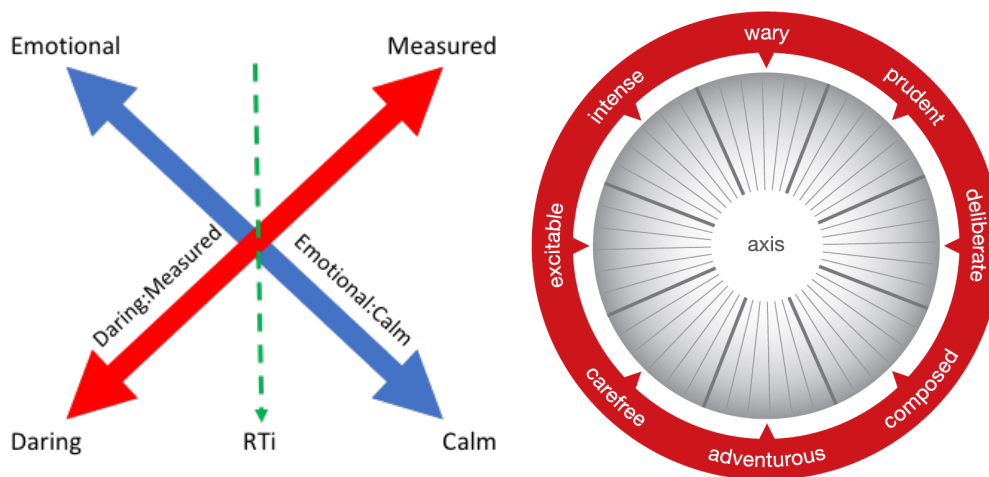 Emotional
Measured
Daring:Measured
Emotional:Calm
Daring
RTi
Calm
wary
prudent
deliberate
composed
adventurous
carefree
excitable
intense
axis